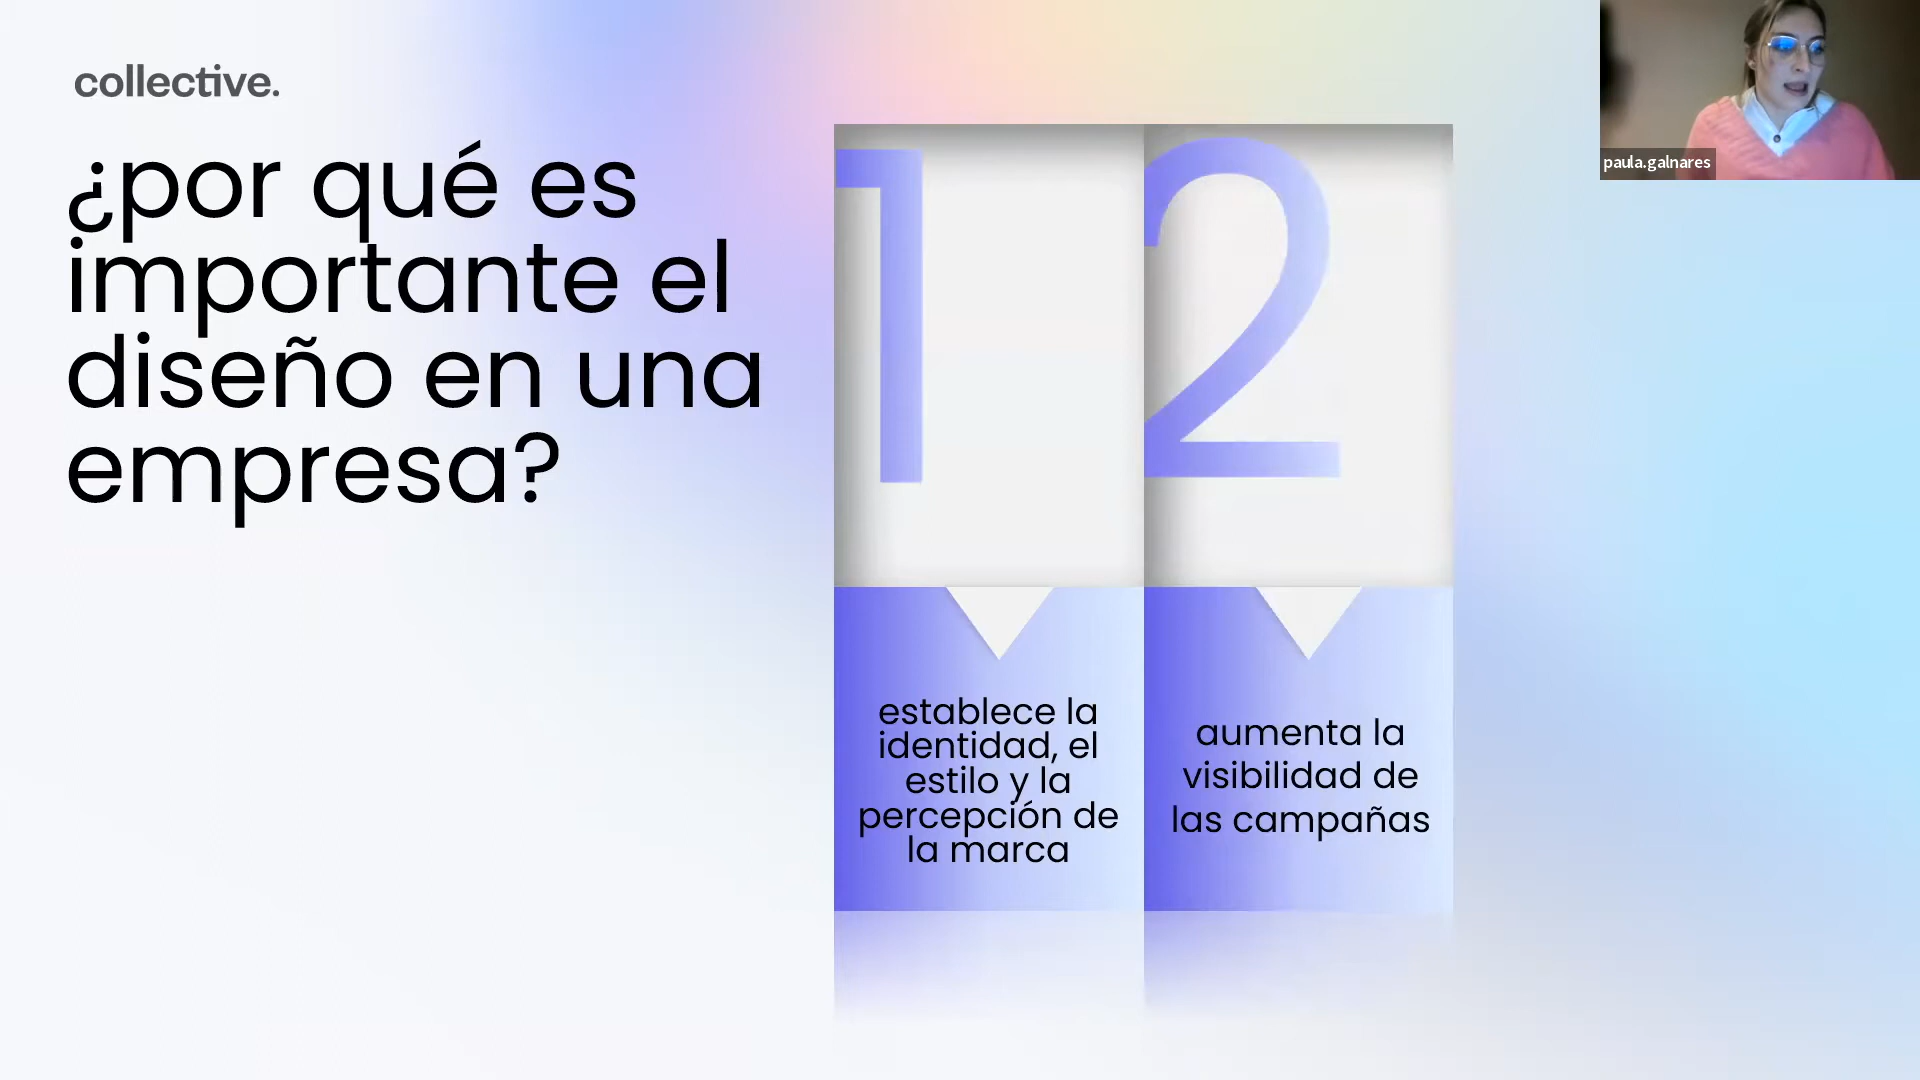 collective.
¿por qué es
importante el
diseño en una
empresa?
1
establece la
identidad, el
estilo y la
percepción de
la marca
2
aumenta la
visibilidad de
las campañas
paula.galnares